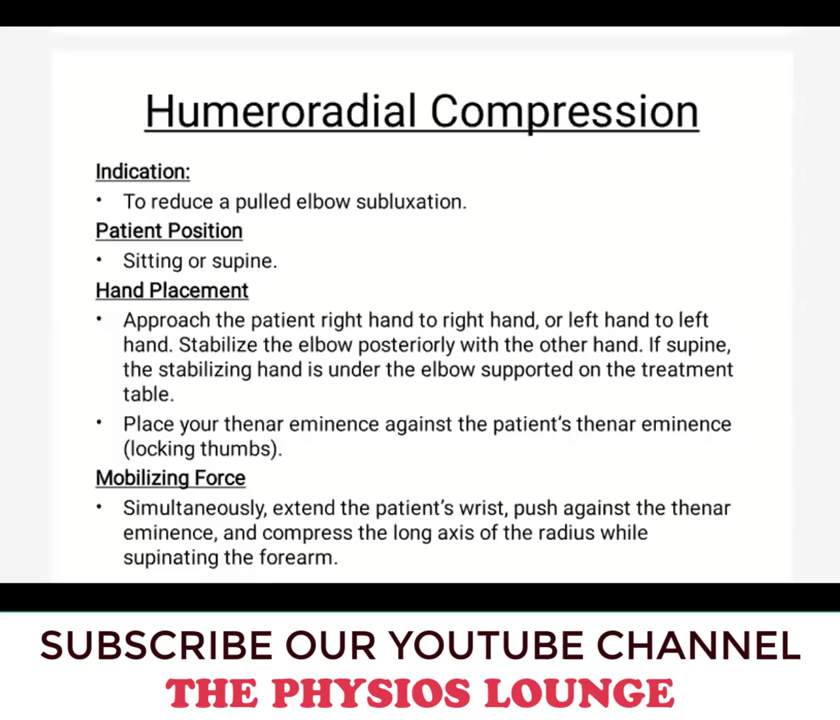 Humeroradial Compression
Indication:
• To reduce a pulled elbow subluxation.
Patient Position
• Sitting or supine.
Hand Placement
• Approach the patient right hand to right hand, or left hand to left
hand. Stabilize the elbow posteriorly with the other hand. If supine,
the stabilizing hand is under the elbow supported on the treatment
table.
• Place your thenar eminence against the patient's thenar eminence
(locking thumbs).
Mobilizing Force
• Simultaneously, extend the patient's wrist, push against the thenar
eminence, and compress the long axis of the radius while
supinating the forearm.
SUBSCRIBE OUR YOUTUBE CHANNEL
THE PHYSIOS LOUNGE